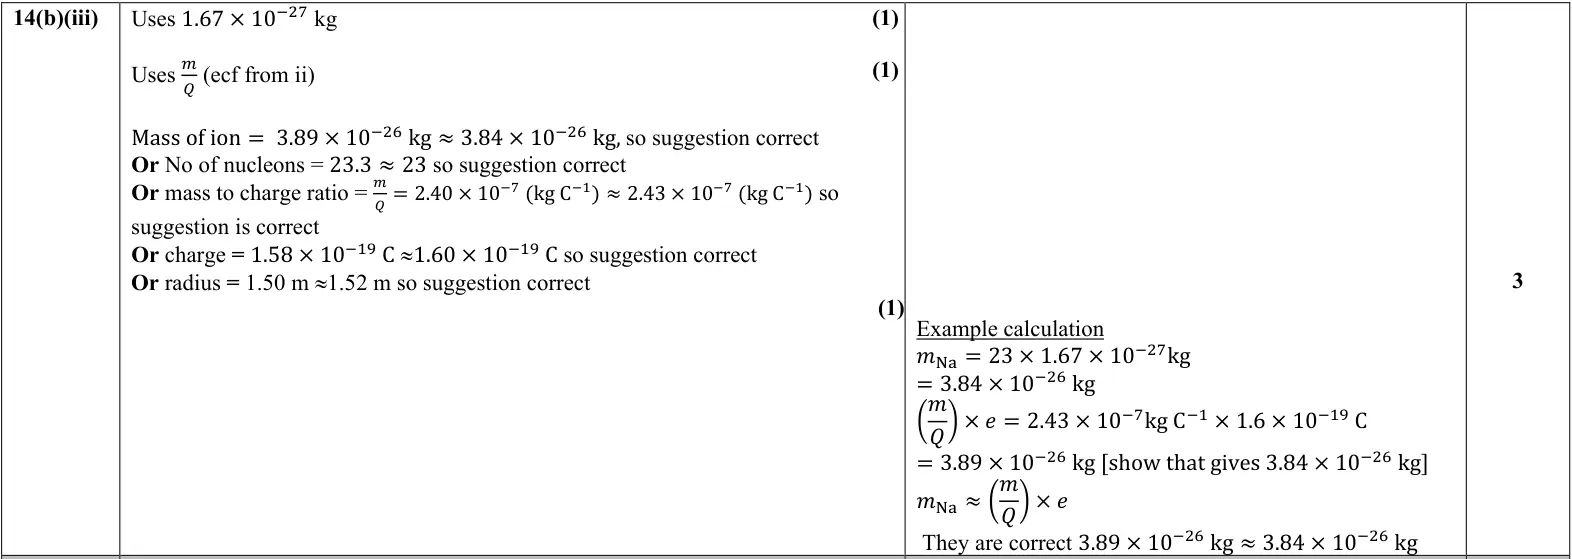 14(b)(iii) Uses 1.67 × 10⁻²⁷ kg (1)
Uses m/Q (ecf from ii) (1)
Mass of ion = 3.89 × 10⁻²⁶ kg ≈ 3.84 × 10⁻²⁶ kg, so suggestion correct
Or No of nucleons = 23.3 ≈ 23 so suggestion correct
Or mass to charge ratio = m/Q = 2.40 × 10⁻⁷ (kg C⁻¹) ≈ 2.43 × 10⁻⁷ (kg C⁻¹) so
suggestion is correct
Or charge = 1.58 × 10⁻¹⁹ C ≈1.60 × 10⁻¹⁹ C so suggestion correct
Or radius = 1.50 m ≈1.52 m so suggestion correct
(1)
Example calculation
m_Na = 23 × 1.67 × 10⁻²⁷kg
= 3.84 × 10⁻²⁶ kg
(m/Q) × e = 2.43 × 10⁻⁷kg C⁻¹ × 1.6 × 10⁻¹⁹ C
= 3.89 × 10⁻²⁶ kg [show that gives 3.84 × 10⁻²⁶ kg]
m_Na ≈ (m/Q) × e
They are correct 3.89 × 10⁻²⁶ kg ≈ 3.84 × 10⁻²⁶ kg
3